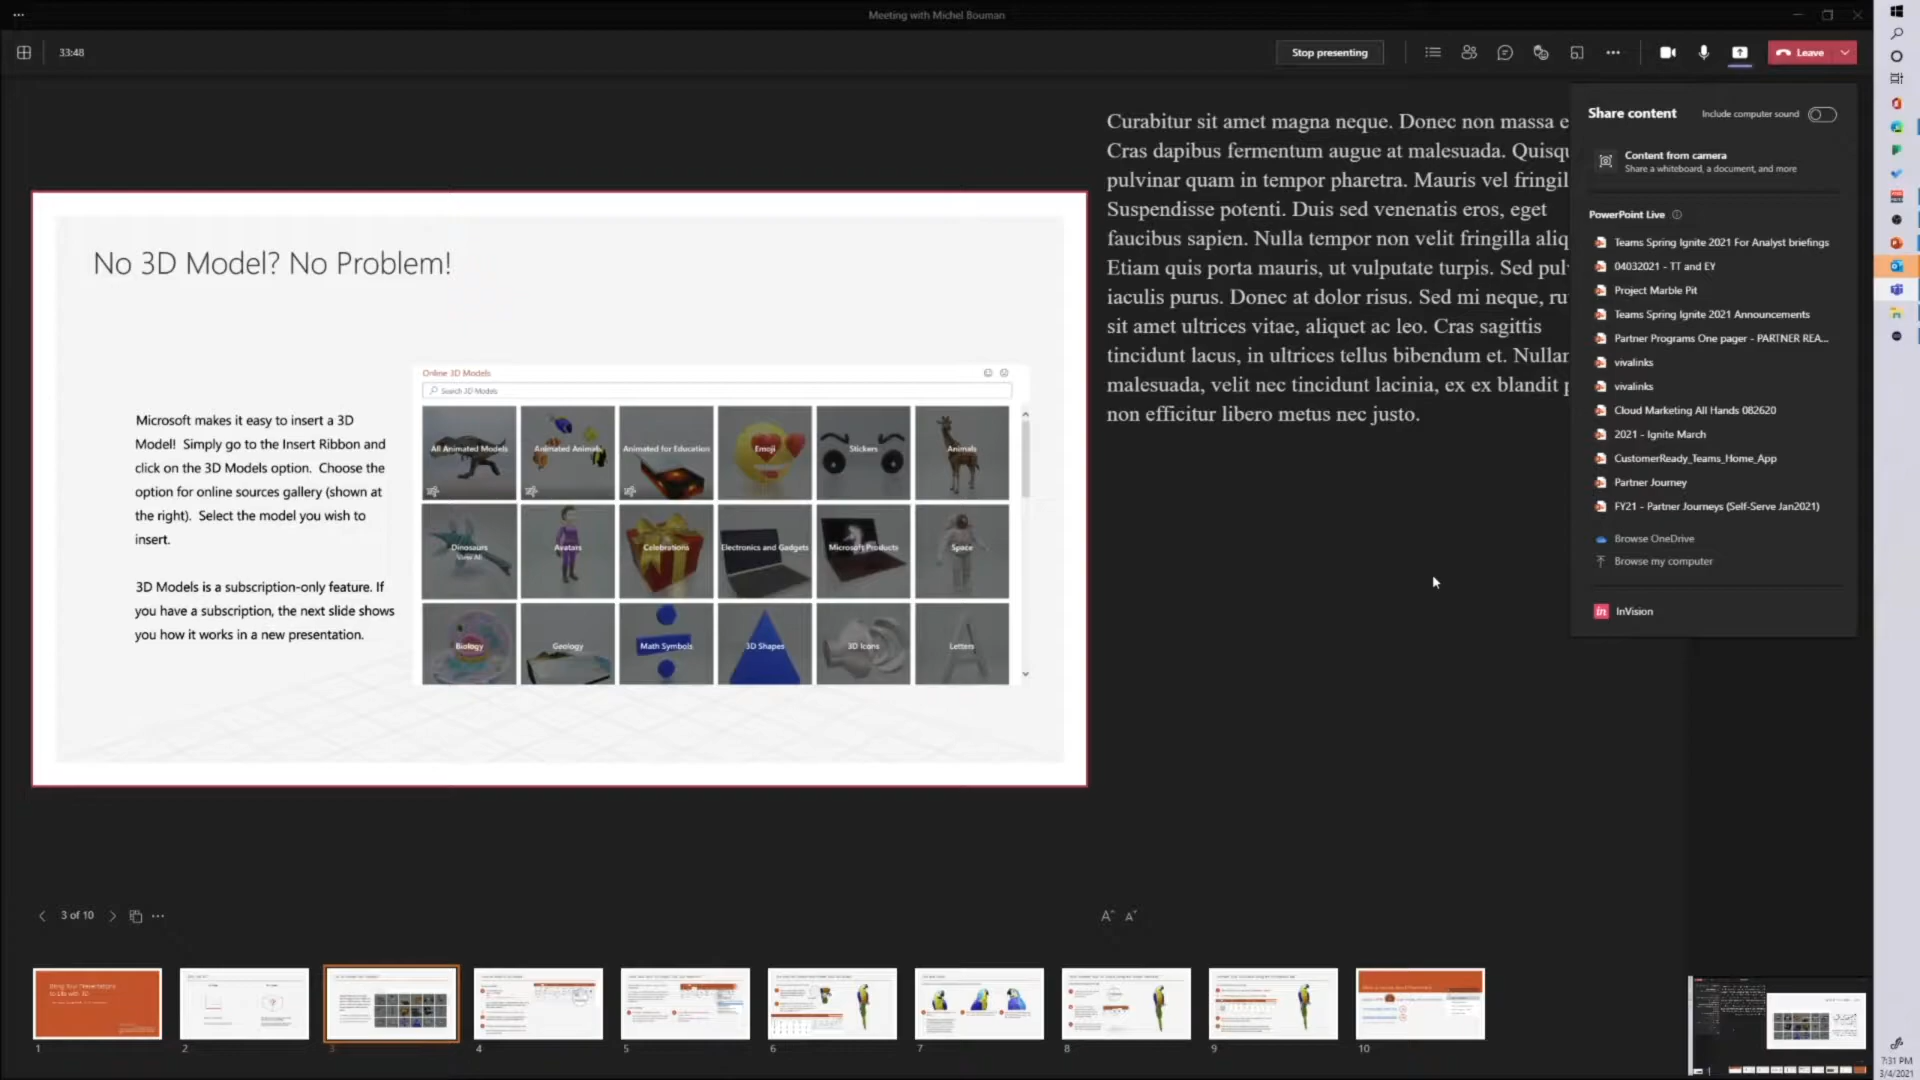 Meeting with Michel Bouman
33:48
Stop presenting
Leave
No 3D Model? No Problem!
Microsoft makes it easy to insert a 3D
Model! Simply go to the Insert Ribbon and
click on the 3D Models option. Choose the
option for online sources gallery (shown at
the right). Select the model you wish to
insert.
3D Models is a subscription-only feature. If
you have a subscription, the next slide shows
you how it works in a new presentation.
Online 3D Models
Search 3D Models
All Animated Models
Animated Animals
Animated for Education
Emoji
Stickers
Animals
Dinosaurs
Avatars
Celebrations
Electronics and Gadgets
Microsoft Products
Space
Biology
Geology
Math Symbols
3D Shapes
3D Icons
Letters
Curabitur sit amet magna neque. Donec non massa e
Cras dapibus fermentum augue at malesuada. Quisqu
pulvinar quam in tempor pharetra. Mauris vel fringil
Suspendisse potenti. Duis sed venenatis eros, eget
faucibus sapien. Nulla tempor non velit fringilla aliq
Etiam quis porta mauris, ut vulputate turpis. Sed pul
iaculis purus. Donec at dolor risus. Sed mi neque, ru
sit amet ultrices vitae, aliquet ac leo. Cras sagittis
tincidunt lacus, in ultrices tellus bibendum et. Nullar
malesuada, velit nec tincidunt lacinia, ex ex blandit p
non efficitur libero metus nec justo.
Share content
Include computer sound
Content from camera
Share a whiteboard, a document, and more
PowerPoint Live
Teams Spring Ignite 2021 For Analyst briefings
04032021 - TT and EY
Project Marble Pit
Teams Spring Ignite 2021 Announcements
Partner Programs One pager - PARTNER REA...
vivalinks
vivalinks
Cloud Marketing All Hands 082620
2021 - Ignite March
CustomerReady_Teams_Home_App
Partner Journey
FY21 - Partner Journeys (Self-Serve Jan2021)
Browse OneDrive
Browse my computer
in InVision
3 of 10
A A
Bring Your Presentations
to Life with 3D
1
2
3
4
5
6
7
8
9
10
7:31 PM
3/4/2021